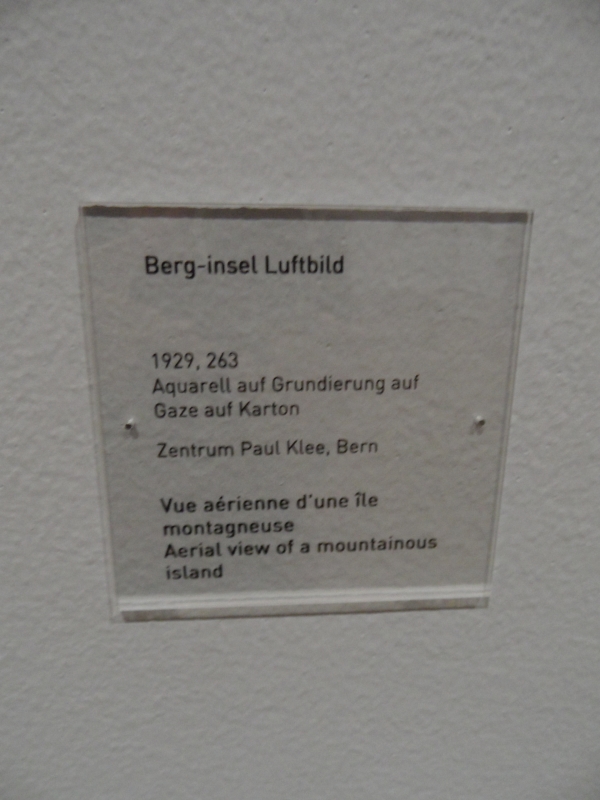 Berg-insel Luftbild
1929, 263
Aquarell auf Grundierung auf
Gaze auf Karton
Zentrum Paul Klee, Bern
Vue aérienne d'une île
montagneuse
Aerial view of a mountainous
island